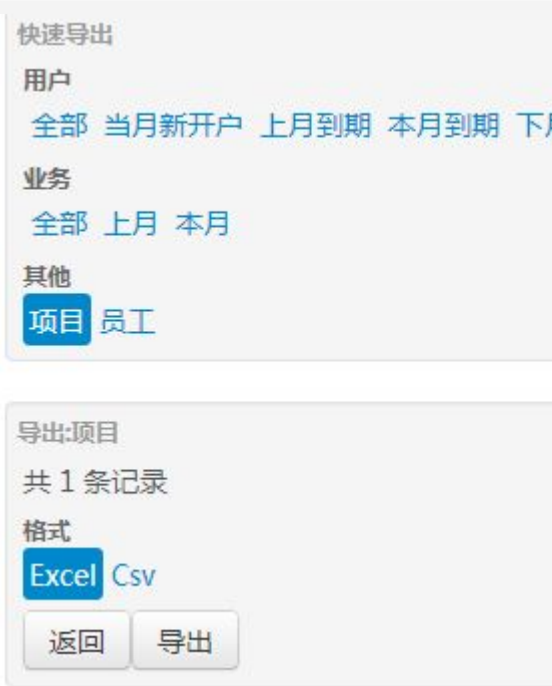 快速导出
用户
全部 当月新开户 上月到期 本月到期
业务
全部 上月 本月
其他
项目 员工
导出:项目
共 1 条记录
格式
Excel Csv
返回 导出